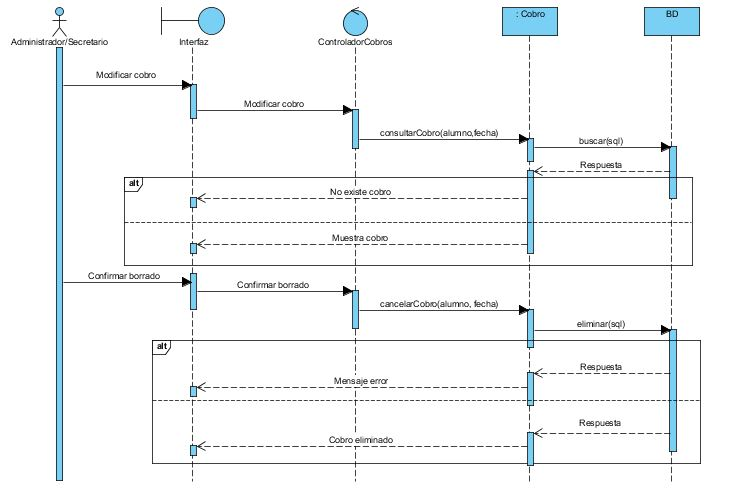 Administrador/Secretario
Interfaz
ControladorCobros
: Cobro
BD
Modificar cobro
Modificar cobro
consultarCobro(alumno,fecha)
buscar(sql)
Respuesta
alt
No existe cobro
Muestra cobro
Confirmar borrado
Confirmar borrado
cancelarCobro(alumno, fecha)
eliminar(sql)
alt
Respuesta
Mensaje error
Respuesta
Cobro eliminado